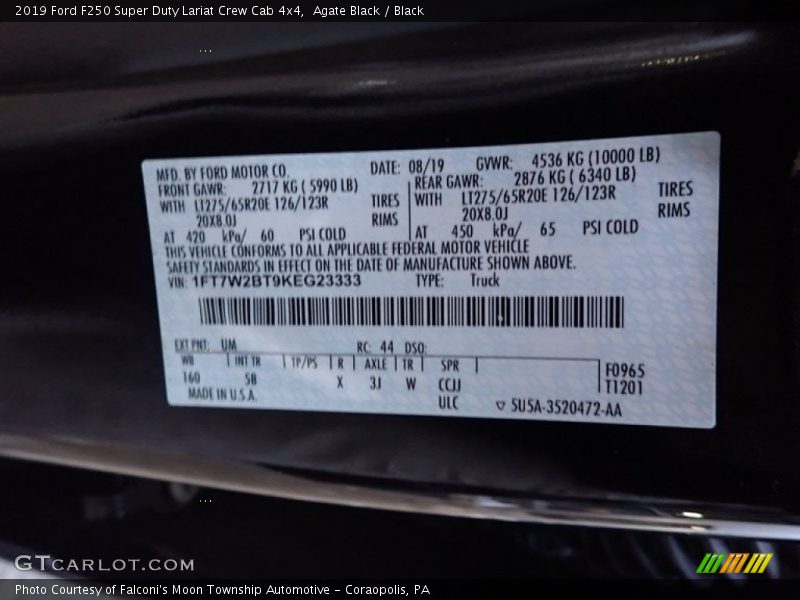 2019 Ford F250 Super Duty Lariat Crew Cab 4x4, Agate Black / Black
MFD. BY FORD MOTOR CO.
DATE: 08/19 GVWR: 4536 KG (10000 LB)
FRONT GAWR: 2717 KG ( 5990 LB)
REAR GAWR: 2876 KG ( 6340 LB)
WITH LT275/65R20E 126/123R TIRES
WITH LT275/65R20E 126/123R TIRES
20X8.0J RIMS
20X8.0J RIMS
AT 420 kPa/ 60 PSI COLD
AT 450 kPa/ 65 PSI COLD
THIS VEHICLE CONFORMS TO ALL APPLICABLE FEDERAL MOTOR VEHICLE
SAFETY STANDARDS IN EFFECT ON THE DATE OF MANUFACTURE SHOWN ABOVE.
VIN: 1FT7W2BT9KEG23333 TYPE: Truck
EXT PNT: UM RC: 44 DSO:
WB INT TR TP/PS R AXLE TR SPR
160 5B X 3J W CCJJ
F0965
T1201
MADE IN U.S.A. ULC ▽ 5U5A-3520472-AA
GTCARLOT.COM
Photo Courtesy of Falconi's Moon Township Automotive - Coraopolis, PA